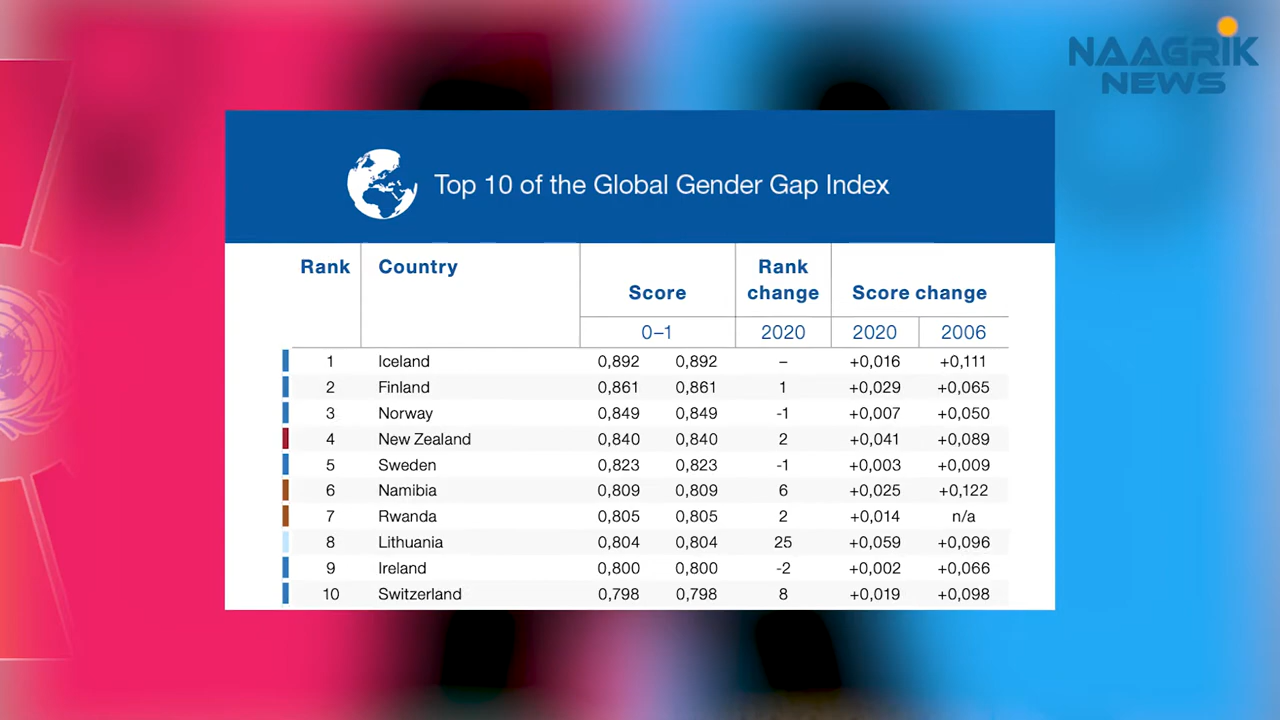 NAAGRIK
NEWS
Top 10 of the Global Gender Gap Index
Rank Country Score Rank change Score change
0–1 2020 2020 2006
1 Iceland 0,892 0,892 – +0,016 +0,111
2 Finland 0,861 0,861 1 +0,029 +0,065
3 Norway 0,849 0,849 -1 +0,007 +0,050
4 New Zealand 0,840 0,840 2 +0,041 +0,089
5 Sweden 0,823 0,823 -1 +0,003 +0,009
6 Namibia 0,809 0,809 6 +0,025 +0,122
7 Rwanda 0,805 0,805 2 +0,014 n/a
8 Lithuania 0,804 0,804 25 +0,059 +0,096
9 Ireland 0,800 0,800 -2 +0,002 +0,066
10 Switzerland 0,798 0,798 8 +0,019 +0,098